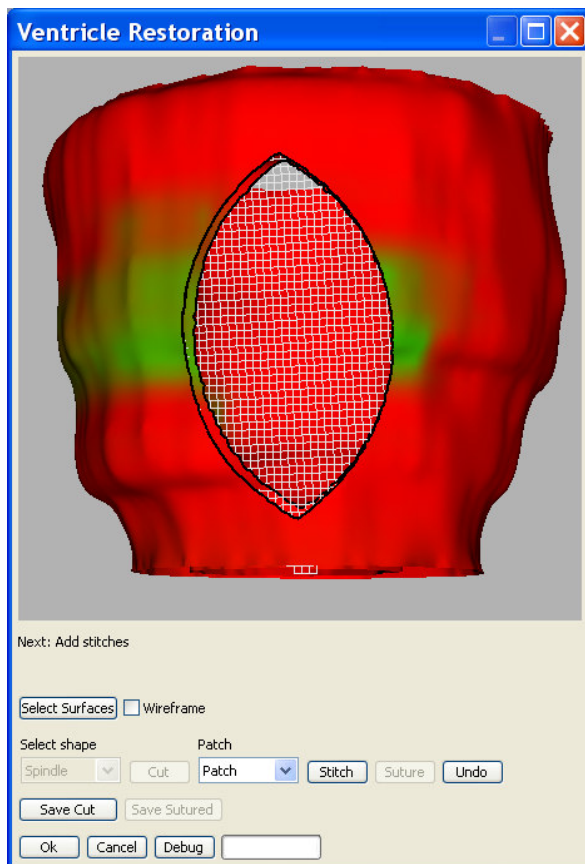 Ventricle Restoration
Next: Add stitches
Select Surfaces Wireframe
Select shape Patch
Spindle Cut Patch Stitch Suture Undo
Save Cut Save Sutured
Ok Cancel Debug